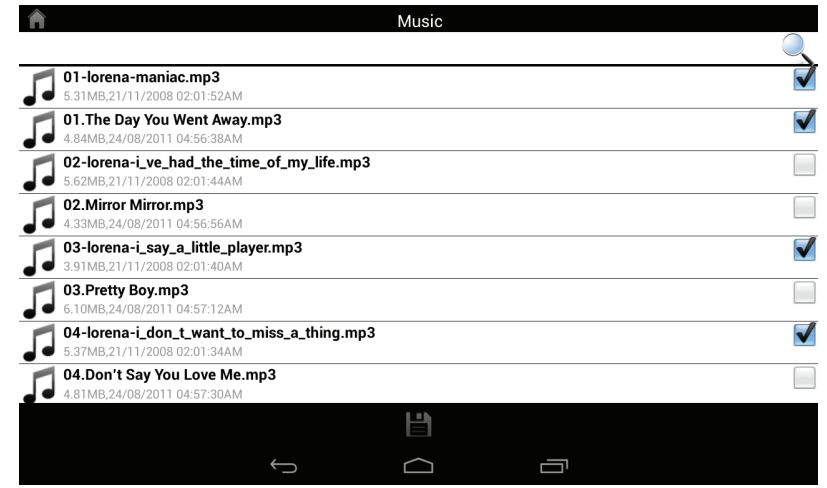 Music
01-lorena-maniac.mp3
5.31MB,21/11/2008 02:01:52AM
01.The Day You Went Away.mp3
4.84MB,24/08/2011 04:56:38AM
02-lorena-i_ve_had_the_time_of_my_life.mp3
5.62MB,21/11/2008 02:01:44AM
02.Mirror Mirror.mp3
4.33MB,24/08/2011 04:56:56AM
03-lorena-i_say_a_little_player.mp3
3.91MB,21/11/2008 02:01:40AM
03.Pretty Boy.mp3
6.10MB,24/08/2011 04:57:12AM
04-lorena-i_don_t_want_to_miss_a_thing.mp3
5.37MB,21/11/2008 02:01:34AM
04.Don't Say You Love Me.mp3
4.81MB,24/08/2011 04:57:30AM